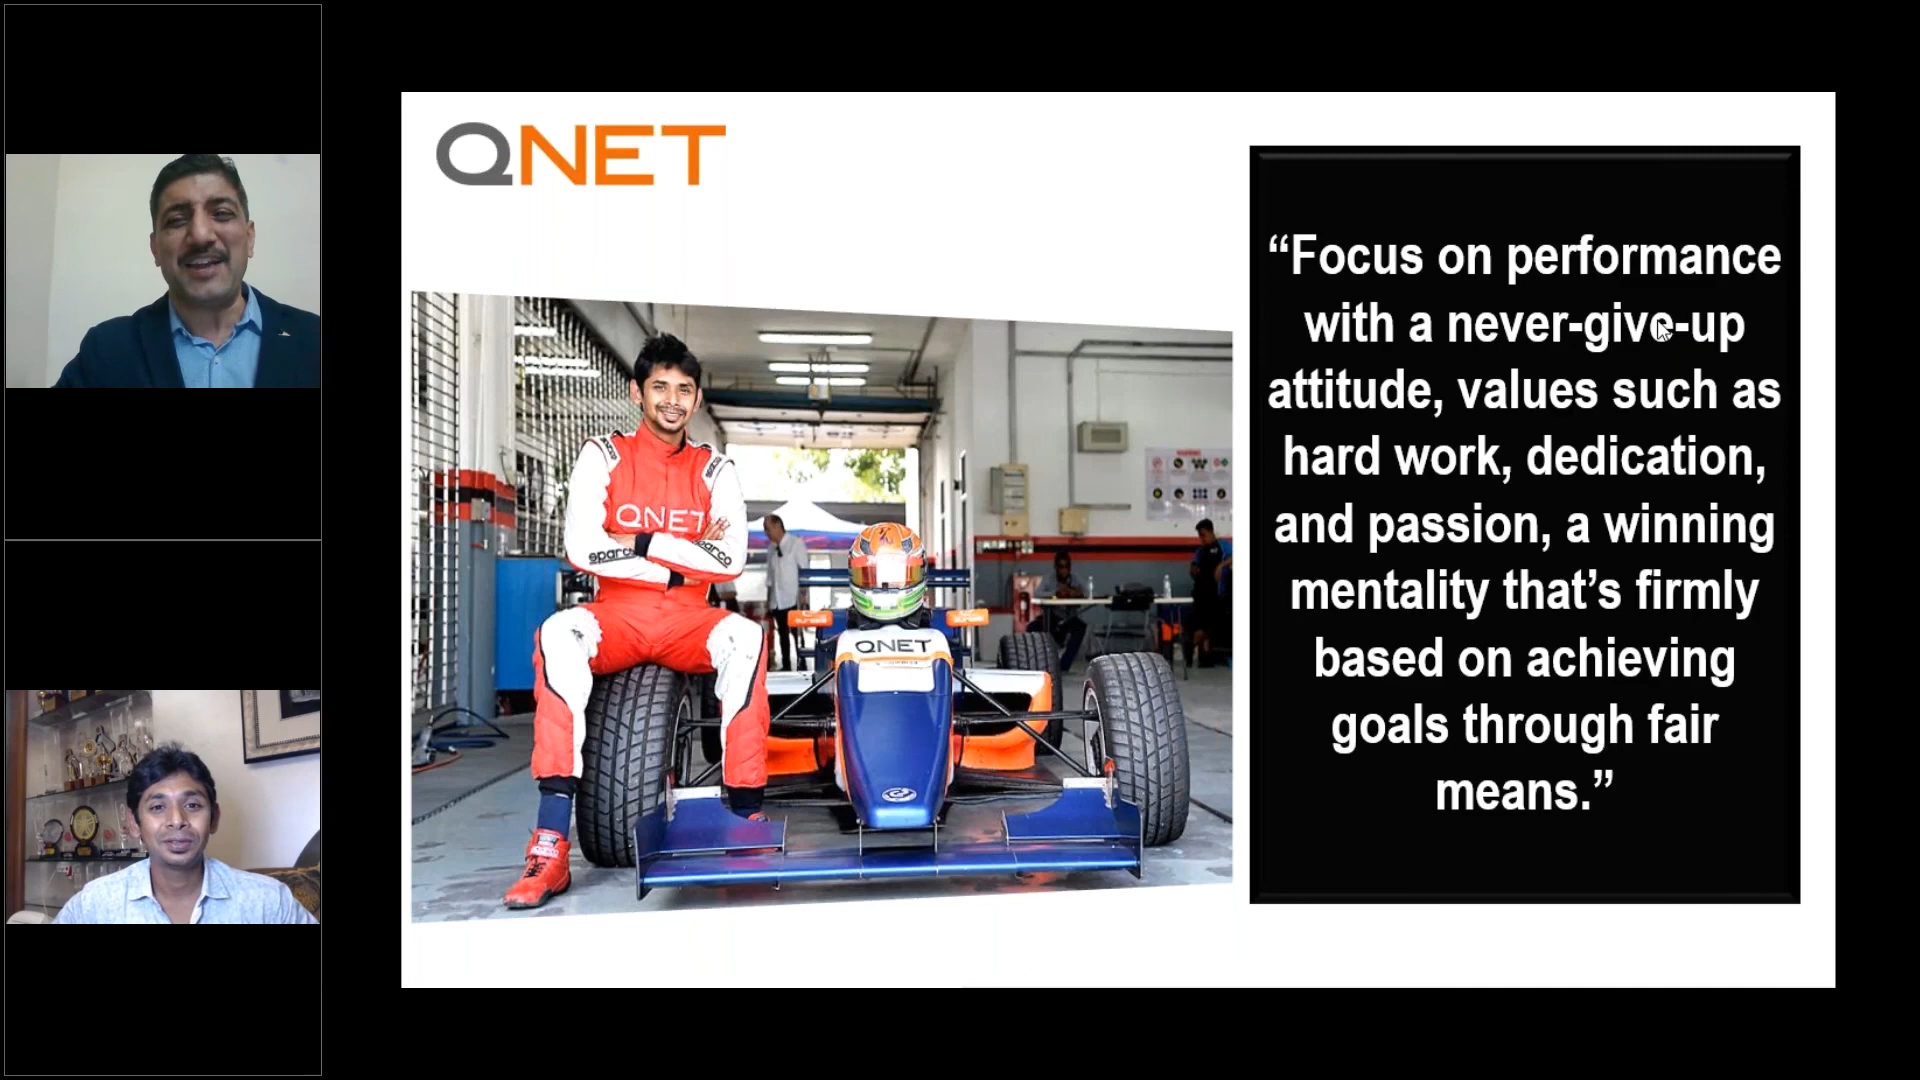 QNET
“Focus on performance
with a never-give-up
attitude, values such as
hard work, dedication,
and passion, a winning
mentality that’s firmly
based on achieving
goals through fair
means.”
QNET
sparco
sparco
QNET